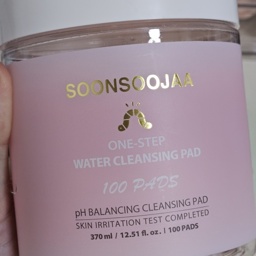 SOONSOOJAA
ONE-STEP
WATER CLEANSING PAD
100 PADS
pH BALANCING CLEANSING PAD
SKIN IRRITATION TEST COMPLETED
370 ml / 12.51 fl. oz. | 100 PADS